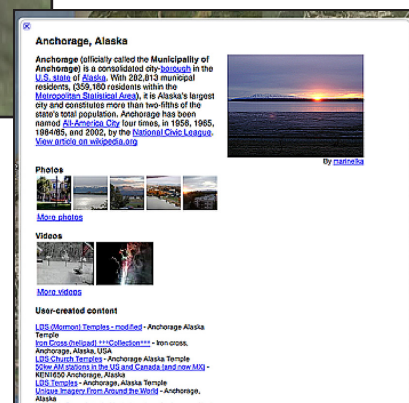 Anchorage, Alaska
Anchorage (officially called the Municipality of
Anchorage) is a consolidated city-borough in the
U.S. state of Alaska. With 282,813 municipal
residents, (359,180 residents within the
Metropolitan Statistical Area), it is Alaska's largest
city and constitutes more than two-fifths of the
state's total population. Anchorage has been
named All-America City four times, in 1956, 1965,
1984/85, and 2002, by the National Civic League.
View article on wikipedia.org
By marinelka
Photos
More photos
Videos
More videos
User-created content
LDS (Mormon) Temples - modified - Anchorage Alaska
Temple
Iron Cross (helipad) ***Collection*** - Iron cross,
Anchorage, Alaska, USA
LDS Church Temples - Anchorage Alaska Temple
50kw AM stations in the US and Canada (and now MX) -
KENI 650 Anchorage, Alaska
LDS Temples - Anchorage, Alaska Temple
Unique Imagery From Around the World - Anchorage,
Alaska